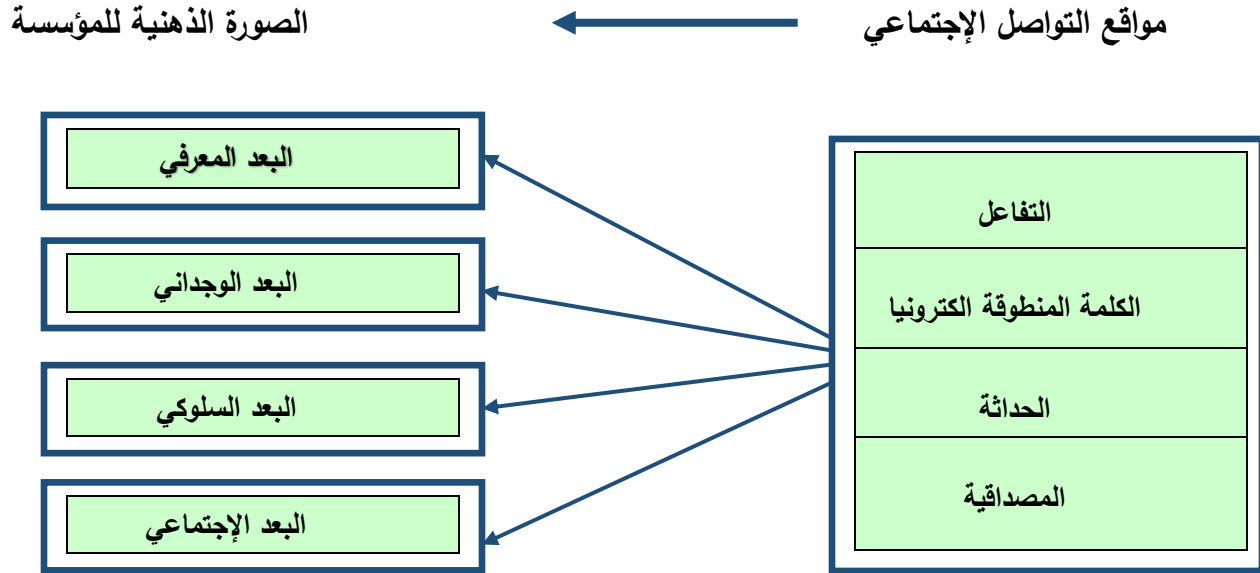 مواقع التواصل الإجتماعي
الصورة الذهنية للمؤسسة
التفاعل
الكلمة المنطوقة الكترونيا
الحداثة
المصداقية
البعد المعرفي
البعد الوجداني
البعد السلوكي
البعد الإجتماعي